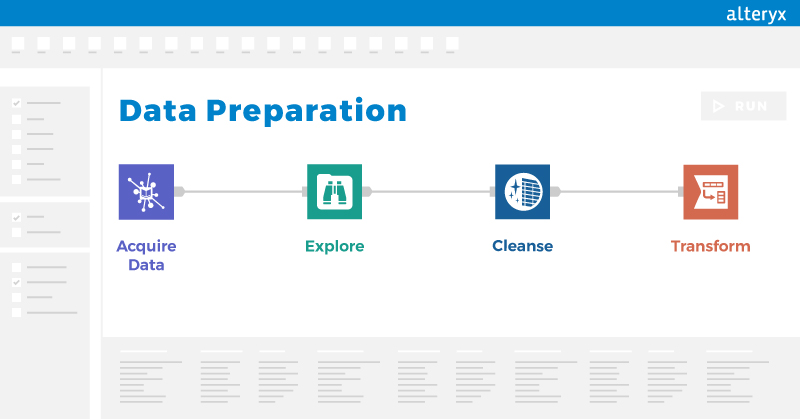 alteryx
Data Preparation
RUN
Acquire
Data
Explore
Cleanse
Transform